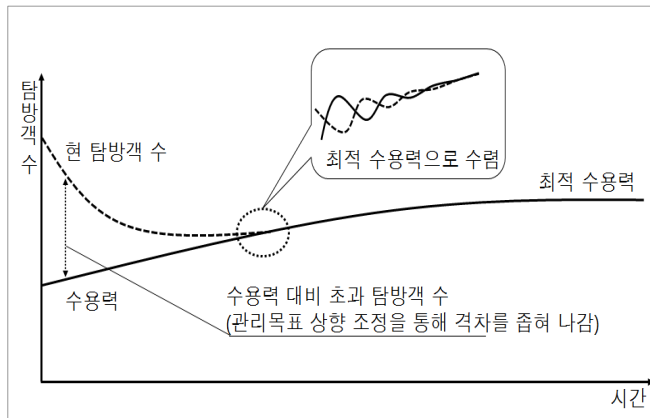 탐방객 수
현 탐방객 수
최적 수용력으로 수렴
최적 수용력
수용력
수용력 대비 초과 탐방객 수
(관리목표 상향 조정을 통해 격차를 좁혀 나감)
시간